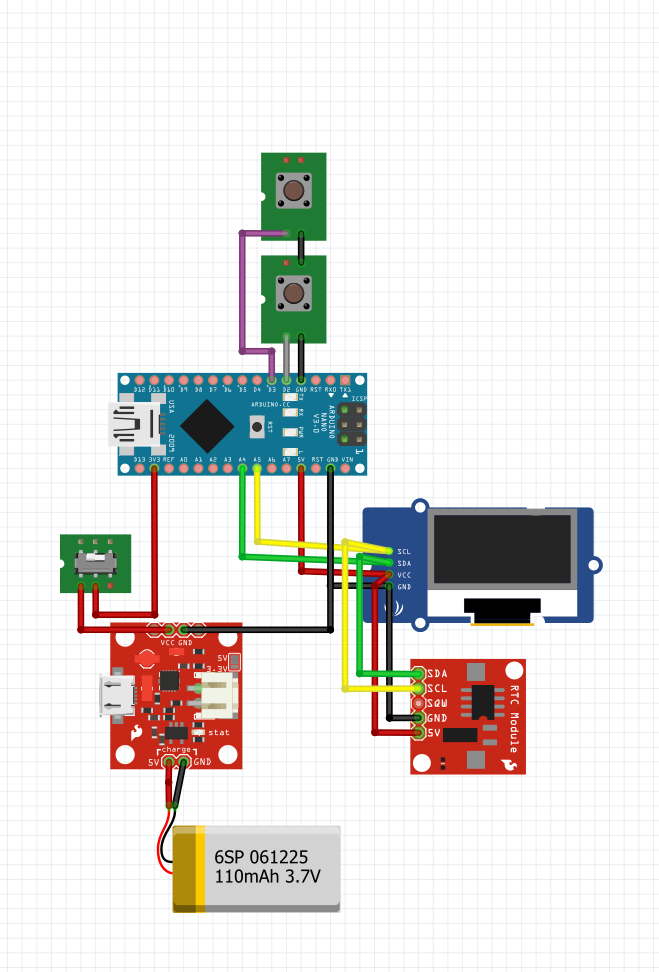 D12 D11 D10 D9 D8 D7 D6 D5 D4 D3 D2 GND RST RX0 TX1
USA
2009
ARDUINO.CC
RST
TX
RX
PWR
L
ARDUINO
NANO
V3.0
ICSP
1
D13 3V3 REF A0 A1 A2 A3 A4 A5 A6 A7 5V RST GND VIN
SCL
SDA
VCC
GND
VCC GND
5V
3.3V
stat
charge
5V GND
SDA
SCL
SQW
GND
5V
RTC Module
6SP 061225
110mAh 3.7V